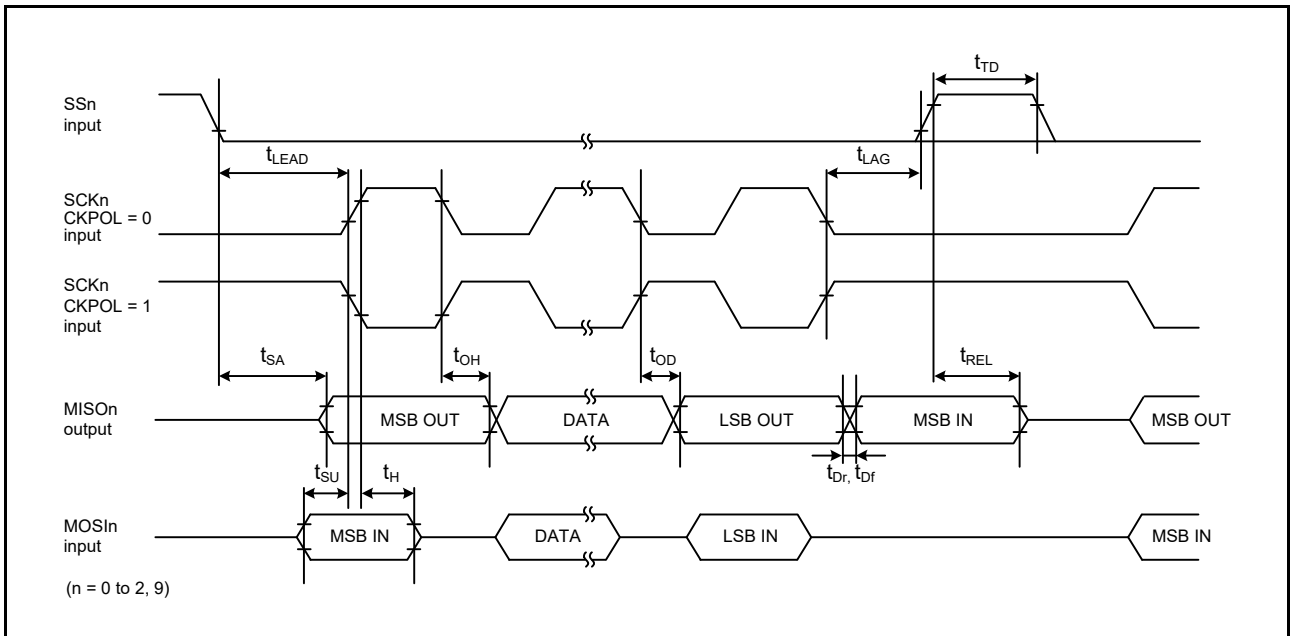 tTD
SSn
input
tLEAD
tLAG
SCKn
CKPOL = 0
input
SCKn
CKPOL = 1
input
tSA
tOH
tOD
tREL
MISOn
output
MSB OUT
DATA
LSB OUT
MSB IN
MSB OUT
tSU
tH
tDr, tDf
MOSIn
input
MSB IN
DATA
LSB IN
MSB IN
(n = 0 to 2, 9)